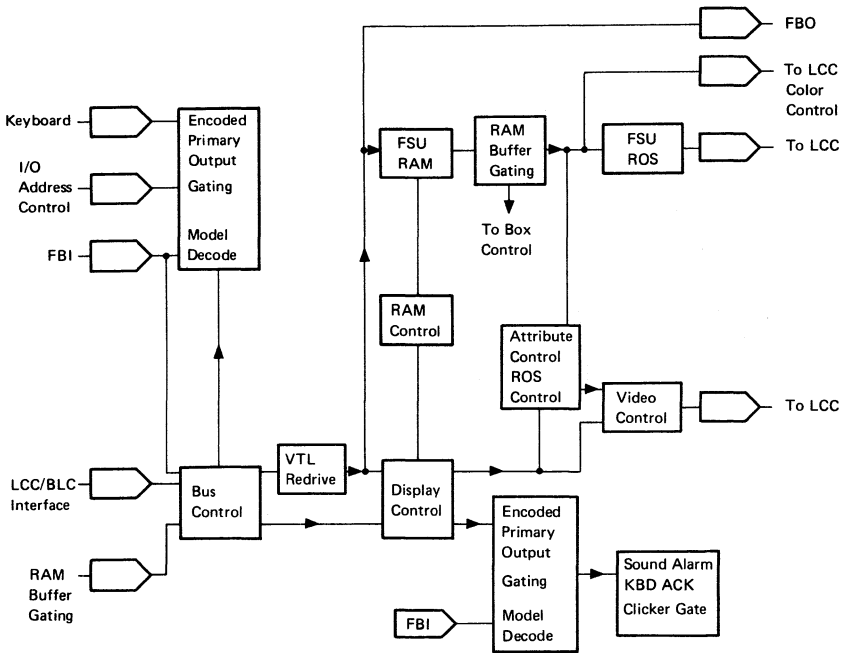 FBO
To LCC
Color
Control
Keyboard
Encoded
Primary
Output
Gating
Model
Decode
I/O
Address
Control
FBI
FSU
RAM
RAM
Buffer
Gating
FSU
ROS
To LCC
To Box
Control
RAM
Control
Attribute
Control
ROS
Control
Video
Control
To LCC
LCC/BLC
Interface
Bus
Control
VTL
Redrive
Display
Control
RAM
Buffer
Gating
Encoded
Primary
Output
Gating
Model
Decode
FBI
Sound Alarm
KBD ACK
Clicker Gate